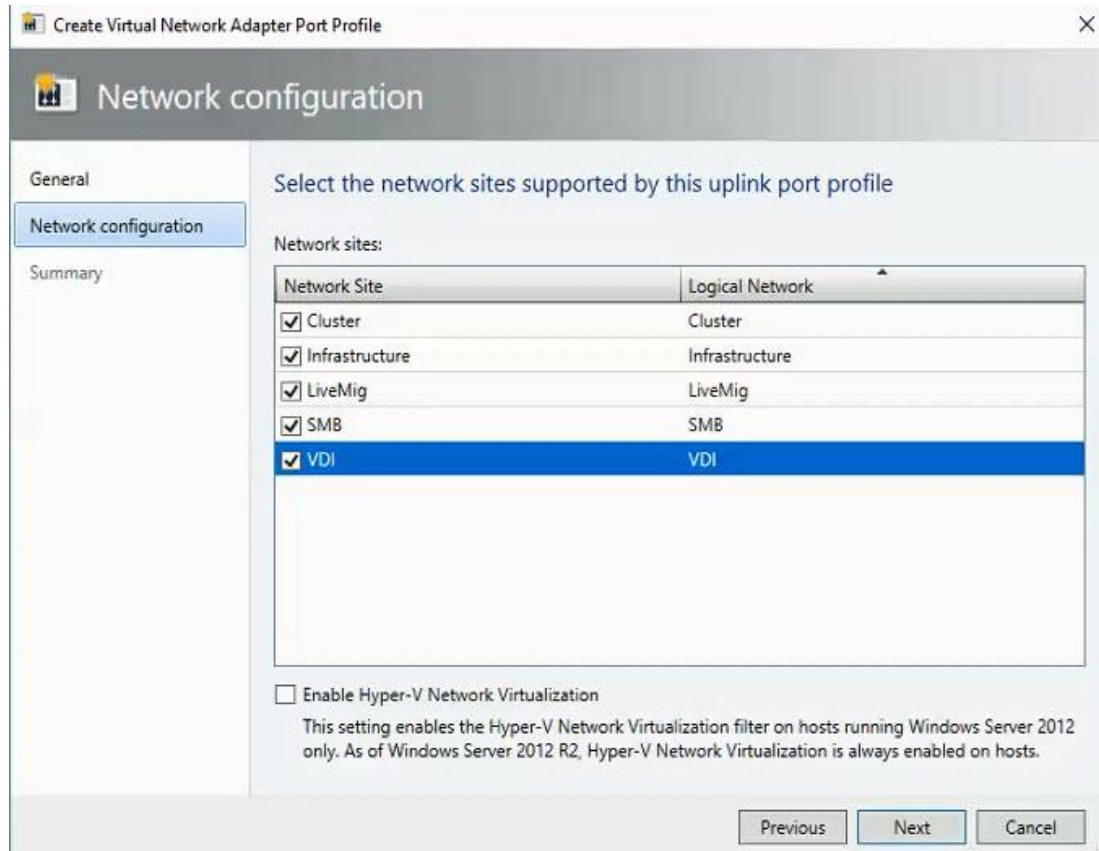 Create Virtual Network Adapter Port Profile
Network configuration
General
Network configuration
Summary
Select the network sites supported by this uplink port profile
Network sites:
Network Site Logical Network
Cluster Cluster
Infrastructure Infrastructure
LiveMig LiveMig
SMB SMB
VDI VDI
Enable Hyper-V Network Virtualization
This setting enables the Hyper-V Network Virtualization filter on hosts running Windows Server 2012
only. As of Windows Server 2012 R2, Hyper-V Network Virtualization is always enabled on hosts.
Previous Next Cancel